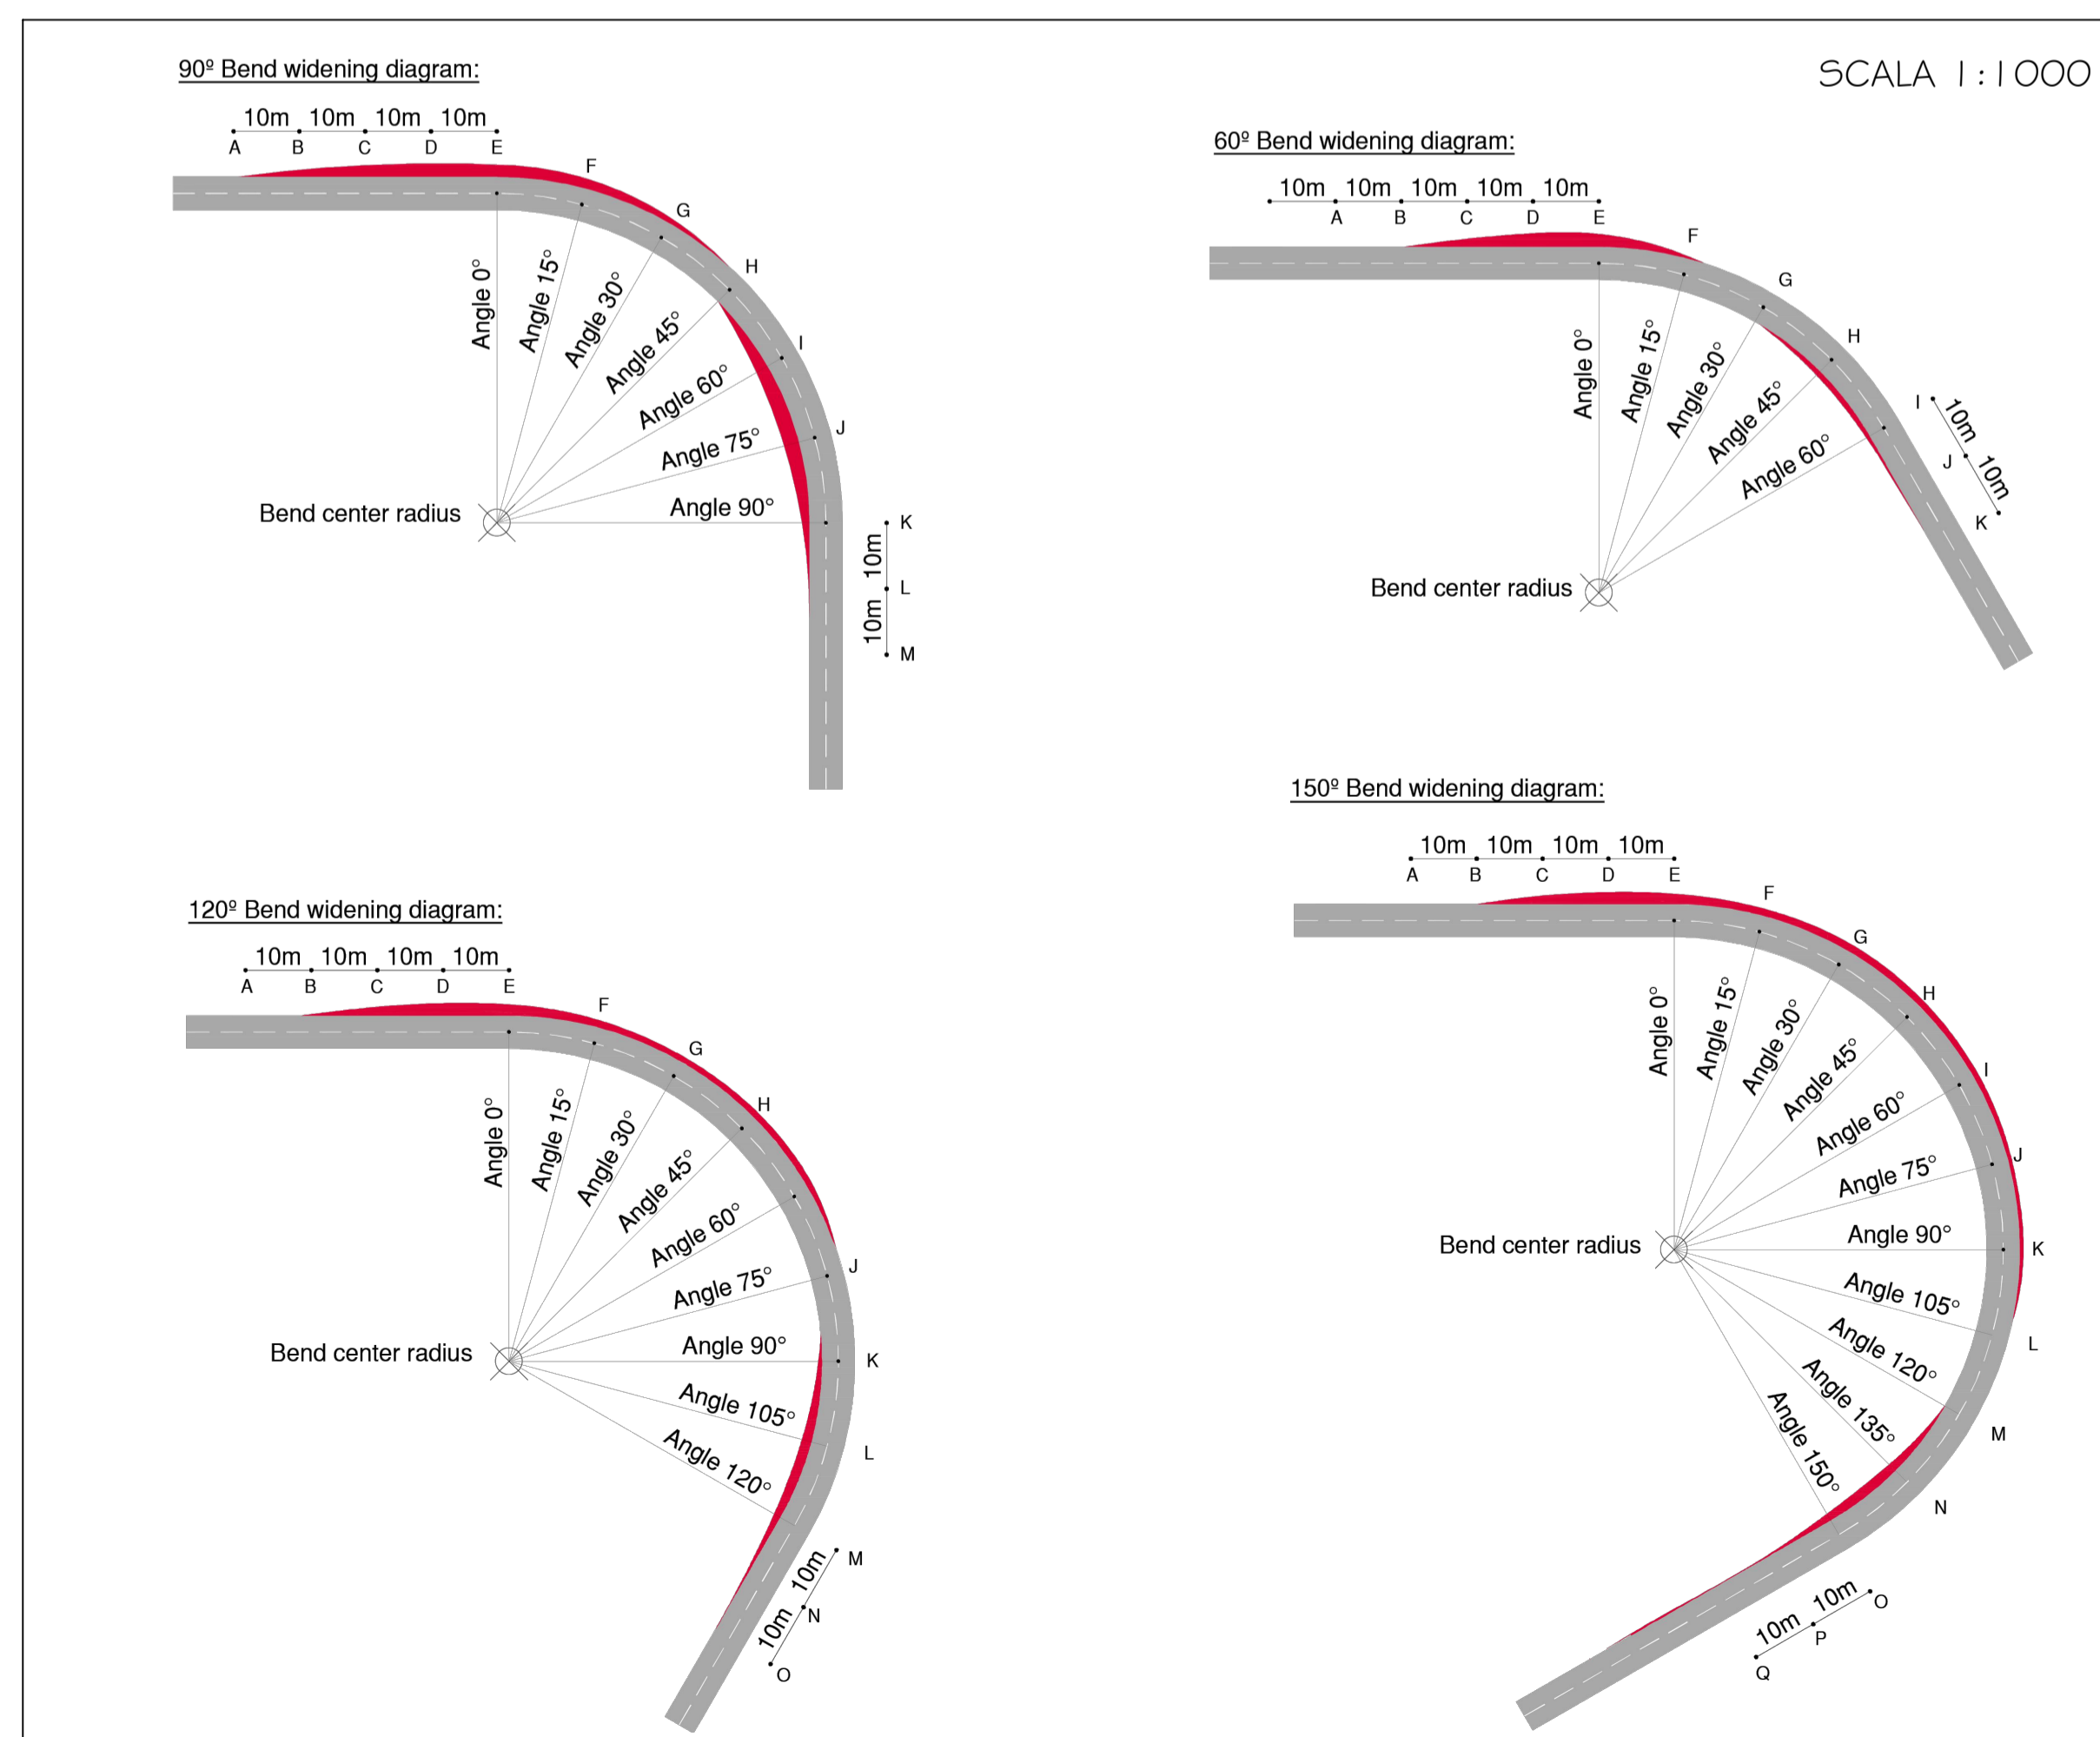 SCALA 1:1000
90º Bend widening diagram:
10m 10m 10m 10m
A B C D E
F
G
H
I
J
Angle 0°
Angle 15°
Angle 30°
Angle 45°
Angle 60°
Angle 75°
Angle 90°
Bend center radius
K
10m
L
10m
M
60º Bend widening diagram:
10m 10m 10m 10m 10m
A B C D E
F
G
H
I
10m
J
10m
K
Angle 0°
Angle 15°
Angle 30°
Angle 45°
Angle 60°
Bend center radius
120º Bend widening diagram:
10m 10m 10m 10m
A B C D E
F
G
H
J
K
L
Angle 0°
Angle 15°
Angle 30°
Angle 45°
Angle 60°
Angle 75°
Angle 90°
Angle 105°
Angle 120°
Bend center radius
M
10m
N
10m
O
150º Bend widening diagram:
10m 10m 10m 10m
A B C D E
F
G
H
I
J
K
L
M
N
Angle 0°
Angle 15°
Angle 30°
Angle 45°
Angle 60°
Angle 75°
Angle 90°
Angle 105°
Angle 120°
Angle 135°
Angle 150°
Bend center radius
O
10m
P
10m
Q